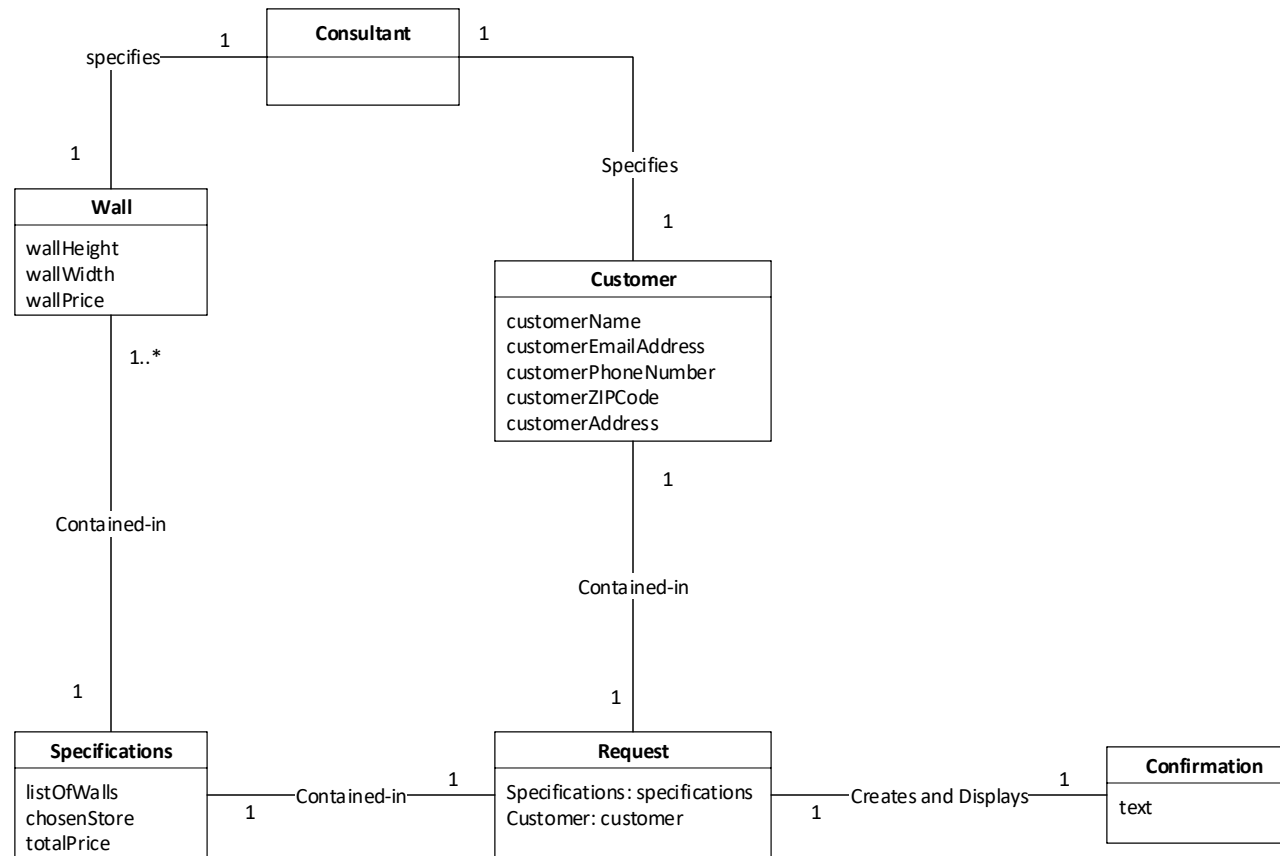 Consultant
1
1
specifies
1
Specifies
1
Wall
wallHeight
wallWidth
wallPrice
1..*
Customer
customerName
customerEmailAddress
customerPhoneNumber
customerZIPCode
customerAddress
1
Contained-in
Contained-in
1
1
Specifications
listOfWalls
chosenStore
totalPrice
1
Contained-in
1
Request
Specifications: specifications
Customer: customer
1
Creates and Displays
1
Confirmation
text